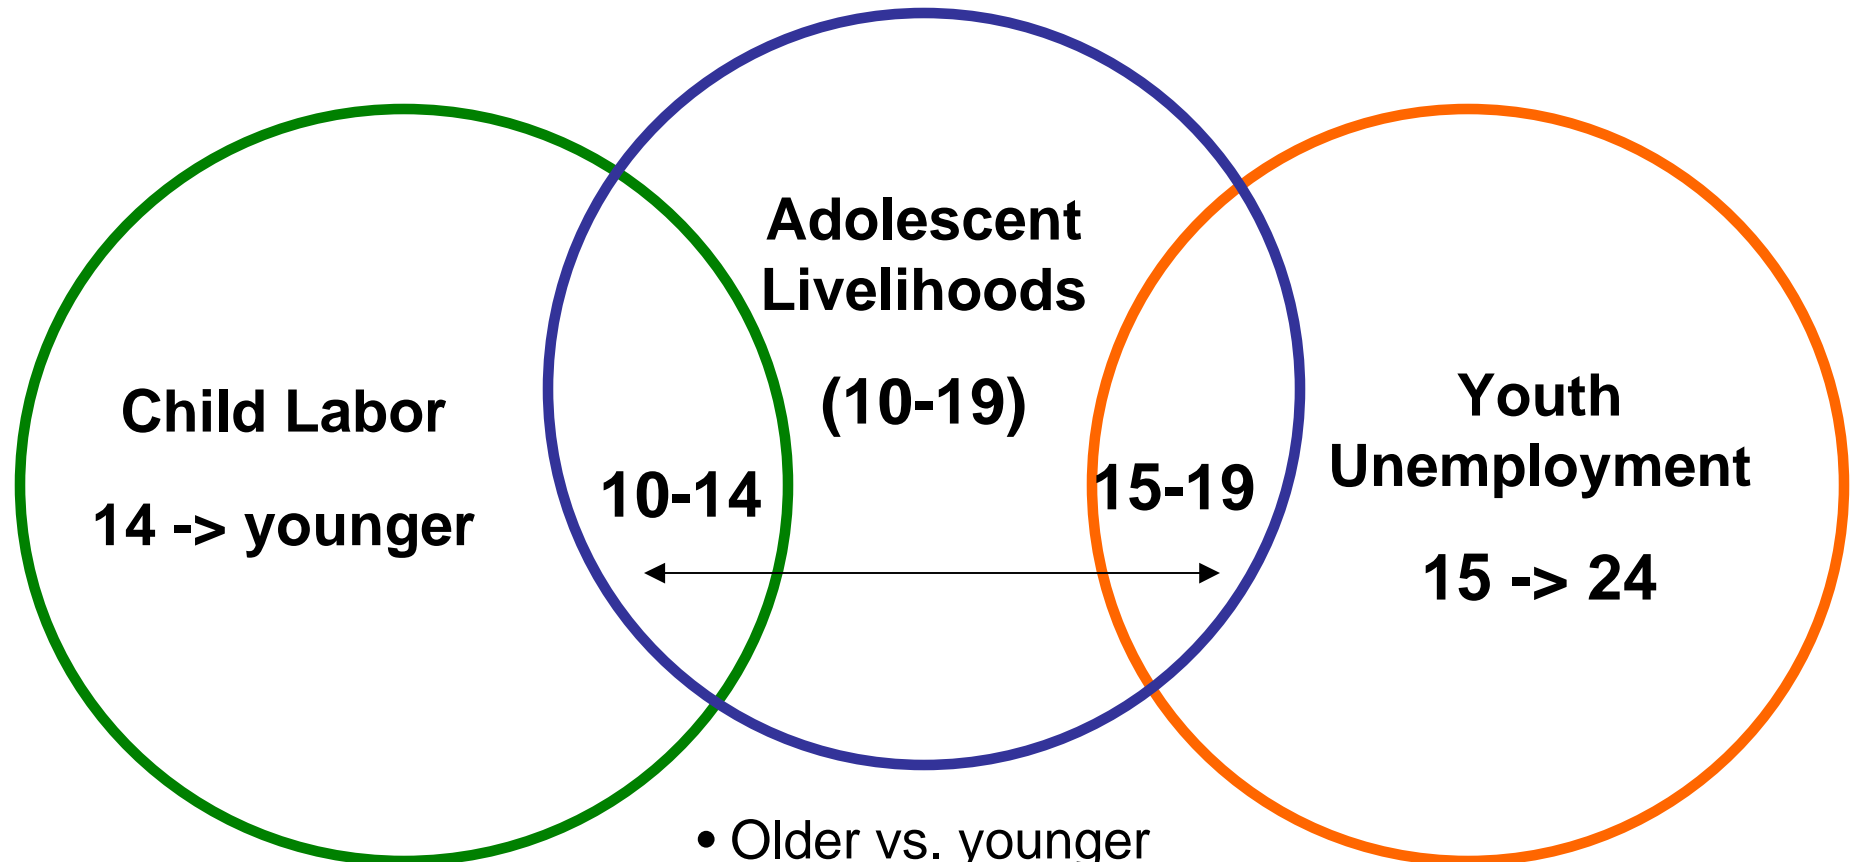 Adolescent
Livelihoods
(10-19)
Child Labor
14 -> younger
10-14
15-19
Youth
Unemployment
15 -> 24
• Older vs. younger